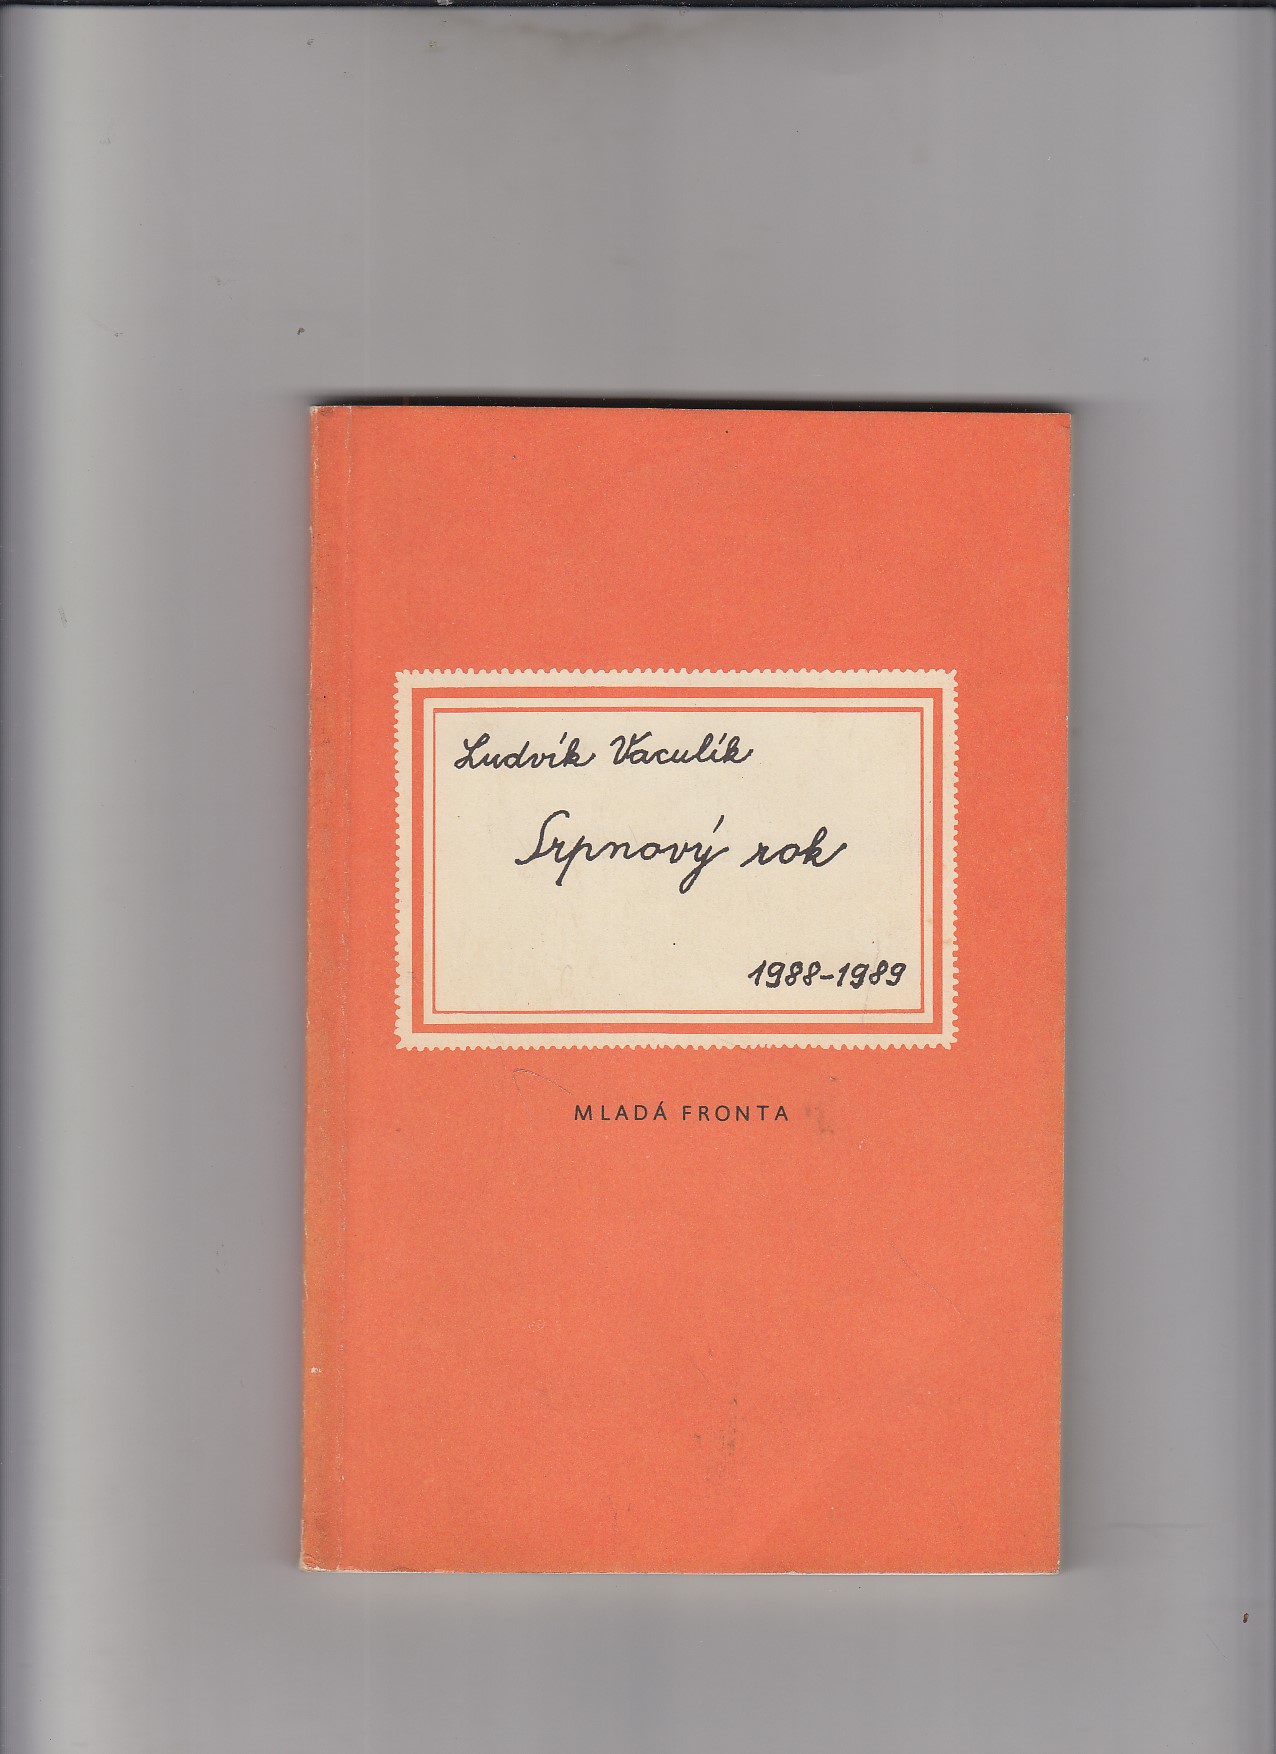 Ludvík Vaculík
Srpnový rok
1988-1989
MLADÁ FRONTA